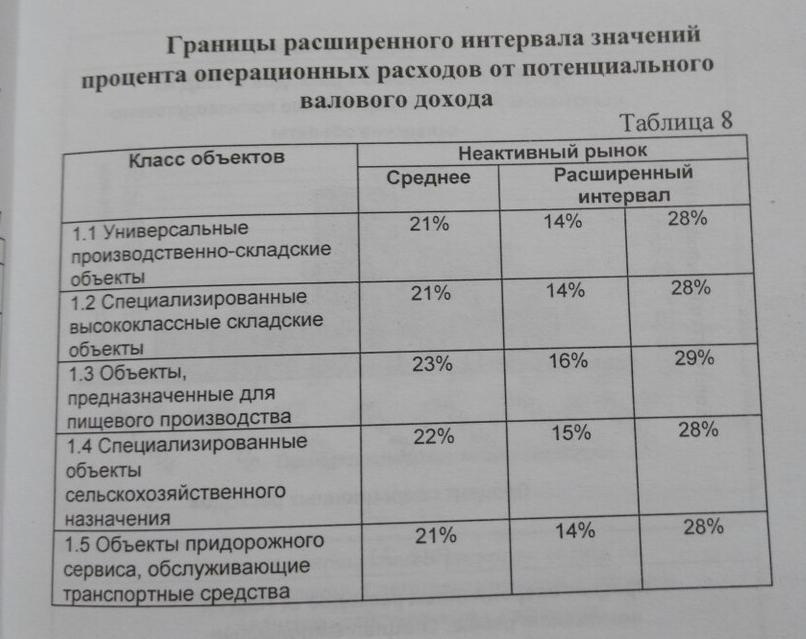 Границы расширенного интервала значений
процента операционных расходов от потенциального
валового дохода
Таблица 8
Класс объектов
Неактивный рынок
Среднее
Расширенный
интервал
1.1 Универсальные
производственно-складские
объекты
21%
14%
28%
1.2 Специализированные
высококлассные складские
объекты
21%
14%
28%
1.3 Объекты,
предназначенные для
пищевого производства
23%
16%
29%
1.4 Специализированные
объекты
сельскохозяйственного
назначения
22%
15%
28%
1.5 Объекты придорожного
сервиса, обслуживающие
транспортные средства
21%
14%
28%